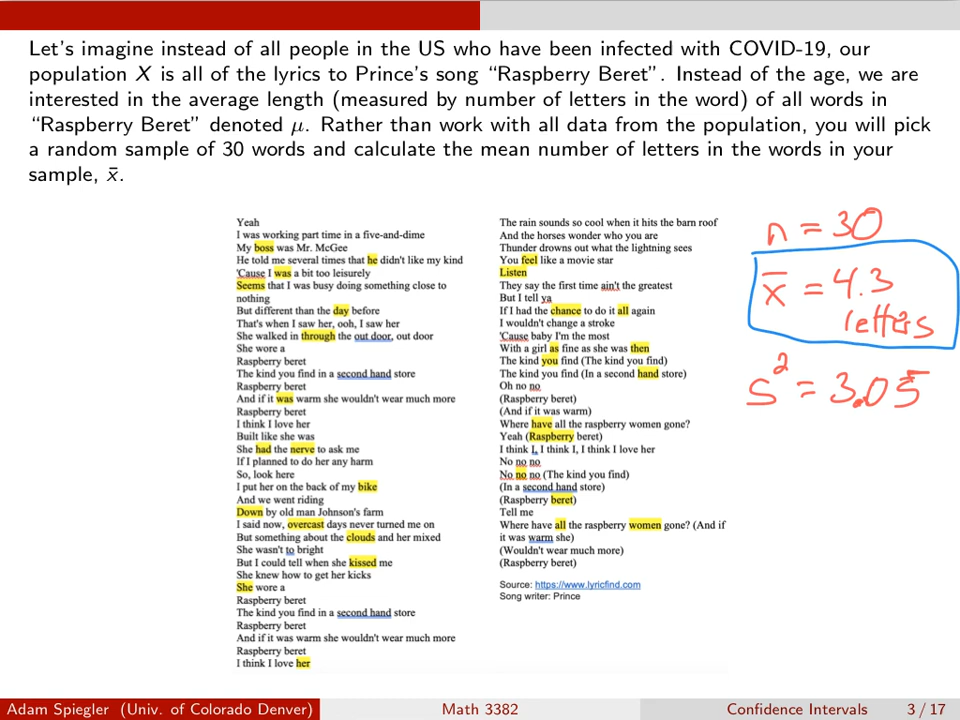 Let's imagine instead of all people in the US who have been infected with COVID-19, our
population X is all of the lyrics to Prince's song “Raspberry Beret”. Instead of the age, we are
interested in the average length (measured by number of letters in the word) of all words in
“Raspberry Beret” denoted μ. Rather than work with all data from the population, you will pick
a random sample of 30 words and calculate the mean number of letters in the words in your
sample, x̄.
Yeah
I was working part time in a five-and-dime
My boss was Mr. McGee
He told me several times that he didn't like my kind
'Cause I was a bit too leisurely
Seems that I was busy doing something close to
nothing
But different than the day before
That's when I saw her, ooh, I saw her
She walked in through the out door, out door
She wore a
Raspberry beret
The kind you find in a second hand store
Raspberry beret
And if it was warm she wouldn't wear much more
Raspberry beret
I think I love her
Built like she was
She had the nerve to ask me
If I planned to do her any harm
So, look here
I put her on the back of my bike
And we went riding
Down by old man Johnson's farm
I said now, overcast days never turned me on
But something about the clouds and her mixed
She wasn't to bright
But I could tell when she kissed me
She knew how to get her kicks
She wore a
Raspberry beret
The kind you find in a second hand store
Raspberry beret
And if it was warm she wouldn't wear much more
Raspberry beret
I think I love her
The rain sounds so cool when it hits the barn roof
And the horses wonder who you are
Thunder drowns out what the lightning sees
You feel like a movie star
Listen
They say the first time ain't the greatest
But I tell ya
If I had the chance to do it all again
I wouldn't change a stroke
'Cause baby I'm the most
With a girl as fine as she was then
The kind you find (The kind you find)
The kind you find (In a second hand store)
Oh no no
(Raspberry beret)
(And if it was warm)
Where have all the raspberry women gone?
Yeah (Raspberry beret)
I think I, I think I, I think I love her
No no no
No no no (The kind you find)
(In a second hand store)
(Raspberry beret)
Tell me
Where have all the raspberry women gone? (And if
it was warm she)
(Wouldn't wear much more)
(Raspberry beret)
Source: https://www.lyricfind.com
Song writer: Prince
n = 30
x̄ = 4.3
letters
s² = 3.05
Adam Spiegler (Univ. of Colorado Denver) Math 3382 Confidence Intervals 3 / 17